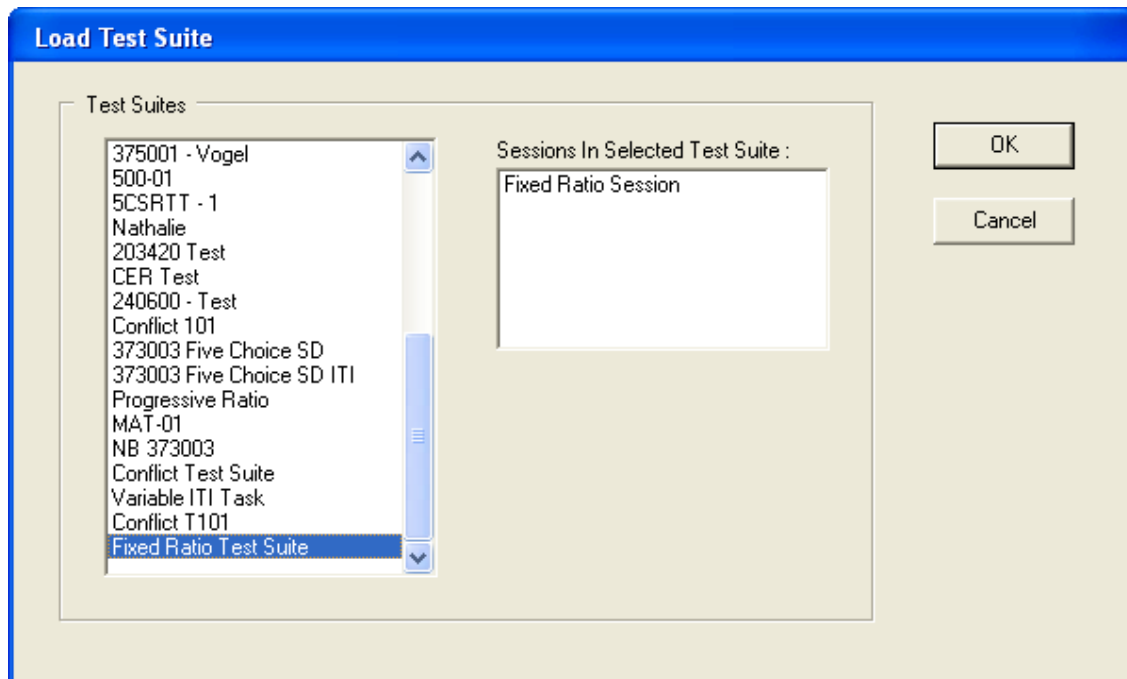 Load Test Suite
Test Suites
375001 - Vogel
500-01
5CSRTT - 1
Nathalie
203420 Test
CER Test
240600 - Test
Conflict 101
373003 Five Choice SD
373003 Five Choice SD ITI
Progressive Ratio
MAT-01
NB 373003
Conflict Test Suite
Variable ITI Task
Conflict T101
Fixed Ratio Test Suite
Sessions In Selected Test Suite :
Fixed Ratio Session
OK
Cancel